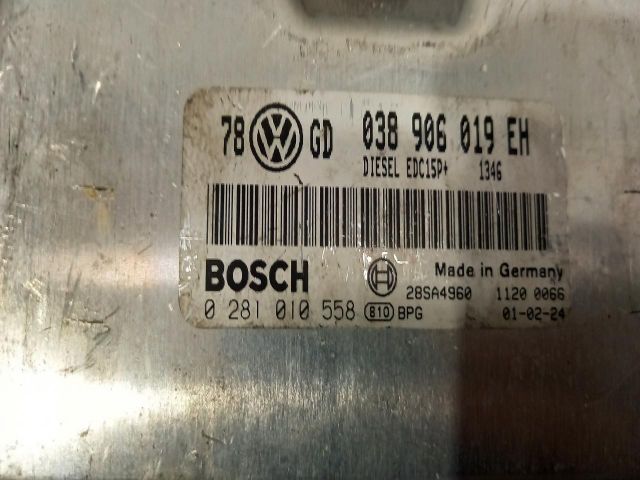 78 VW GD 038 906 019 EH
DIESEL EDC15P+ 1346
BOSCH Made in Germany
28SA4960 1120 0066
0 281 010 558 810 BPG 01-02-24